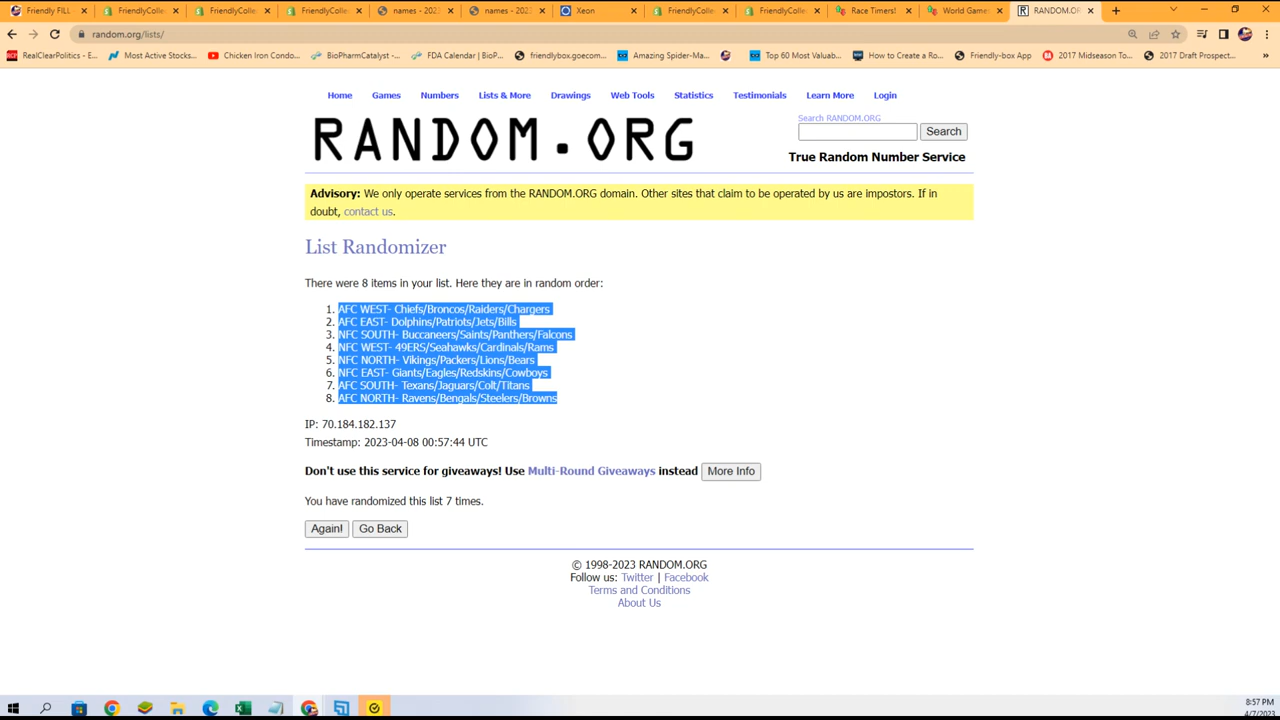 Friendly FILL
FriendlyColle
FriendlyColle
FriendlyColle
names - 202
names - 202
Xeon
FriendlyColle
FriendlyColle
Race Timers!
World Game
RANDOM.O
random.org/lists/
RealClearPolitics - E...
Most Active Stocks...
Chicken Iron Condo...
BioPharmCatalyst -...
FDA Calendar | BioP...
friendlybox.goecom...
Amazing Spider-Ma...
Top 60 Most Valuab...
How to Create a Ro...
Friendly-box App
2017 Midseason To...
2017 Draft Prospect...
Home Games Numbers Lists & More Drawings Web Tools Statistics Testimonials Learn More Login
RANDOM.ORG
Search RANDOM.ORG
Search
True Random Number Service
Advisory: We only operate services from the RANDOM.ORG domain. Other sites that claim to be operated by us are impostors. If in
doubt, contact us.
List Randomizer
There were 8 items in your list. Here they are in random order:
1. AFC WEST- Chiefs/Broncos/Raiders/Chargers
2. AFC EAST- Dolphins/Patriots/Jets/Bills
3. NFC SOUTH- Buccaneers/Saints/Panthers/Falcons
4. NFC WEST- 49ERS/Seahawks/Cardinals/Rams
5. NFC NORTH- Vikings/Packers/Lions/Bears
6. NFC EAST- Giants/Eagles/Redskins/Cowboys
7. AFC SOUTH- Texans/Jaguars/Colt/Titans
8. AFC NORTH- Ravens/Bengals/Steelers/Browns
IP: 70.184.182.137
Timestamp: 2023-04-08 00:57:44 UTC
Don't use this service for giveaways! Use Multi-Round Giveaways instead More Info
You have randomized this list 7 times.
Again! Go Back
© 1998-2023 RANDOM.ORG
Follow us: Twitter | Facebook
Terms and Conditions
About Us
8:57 PM
4/7/2023